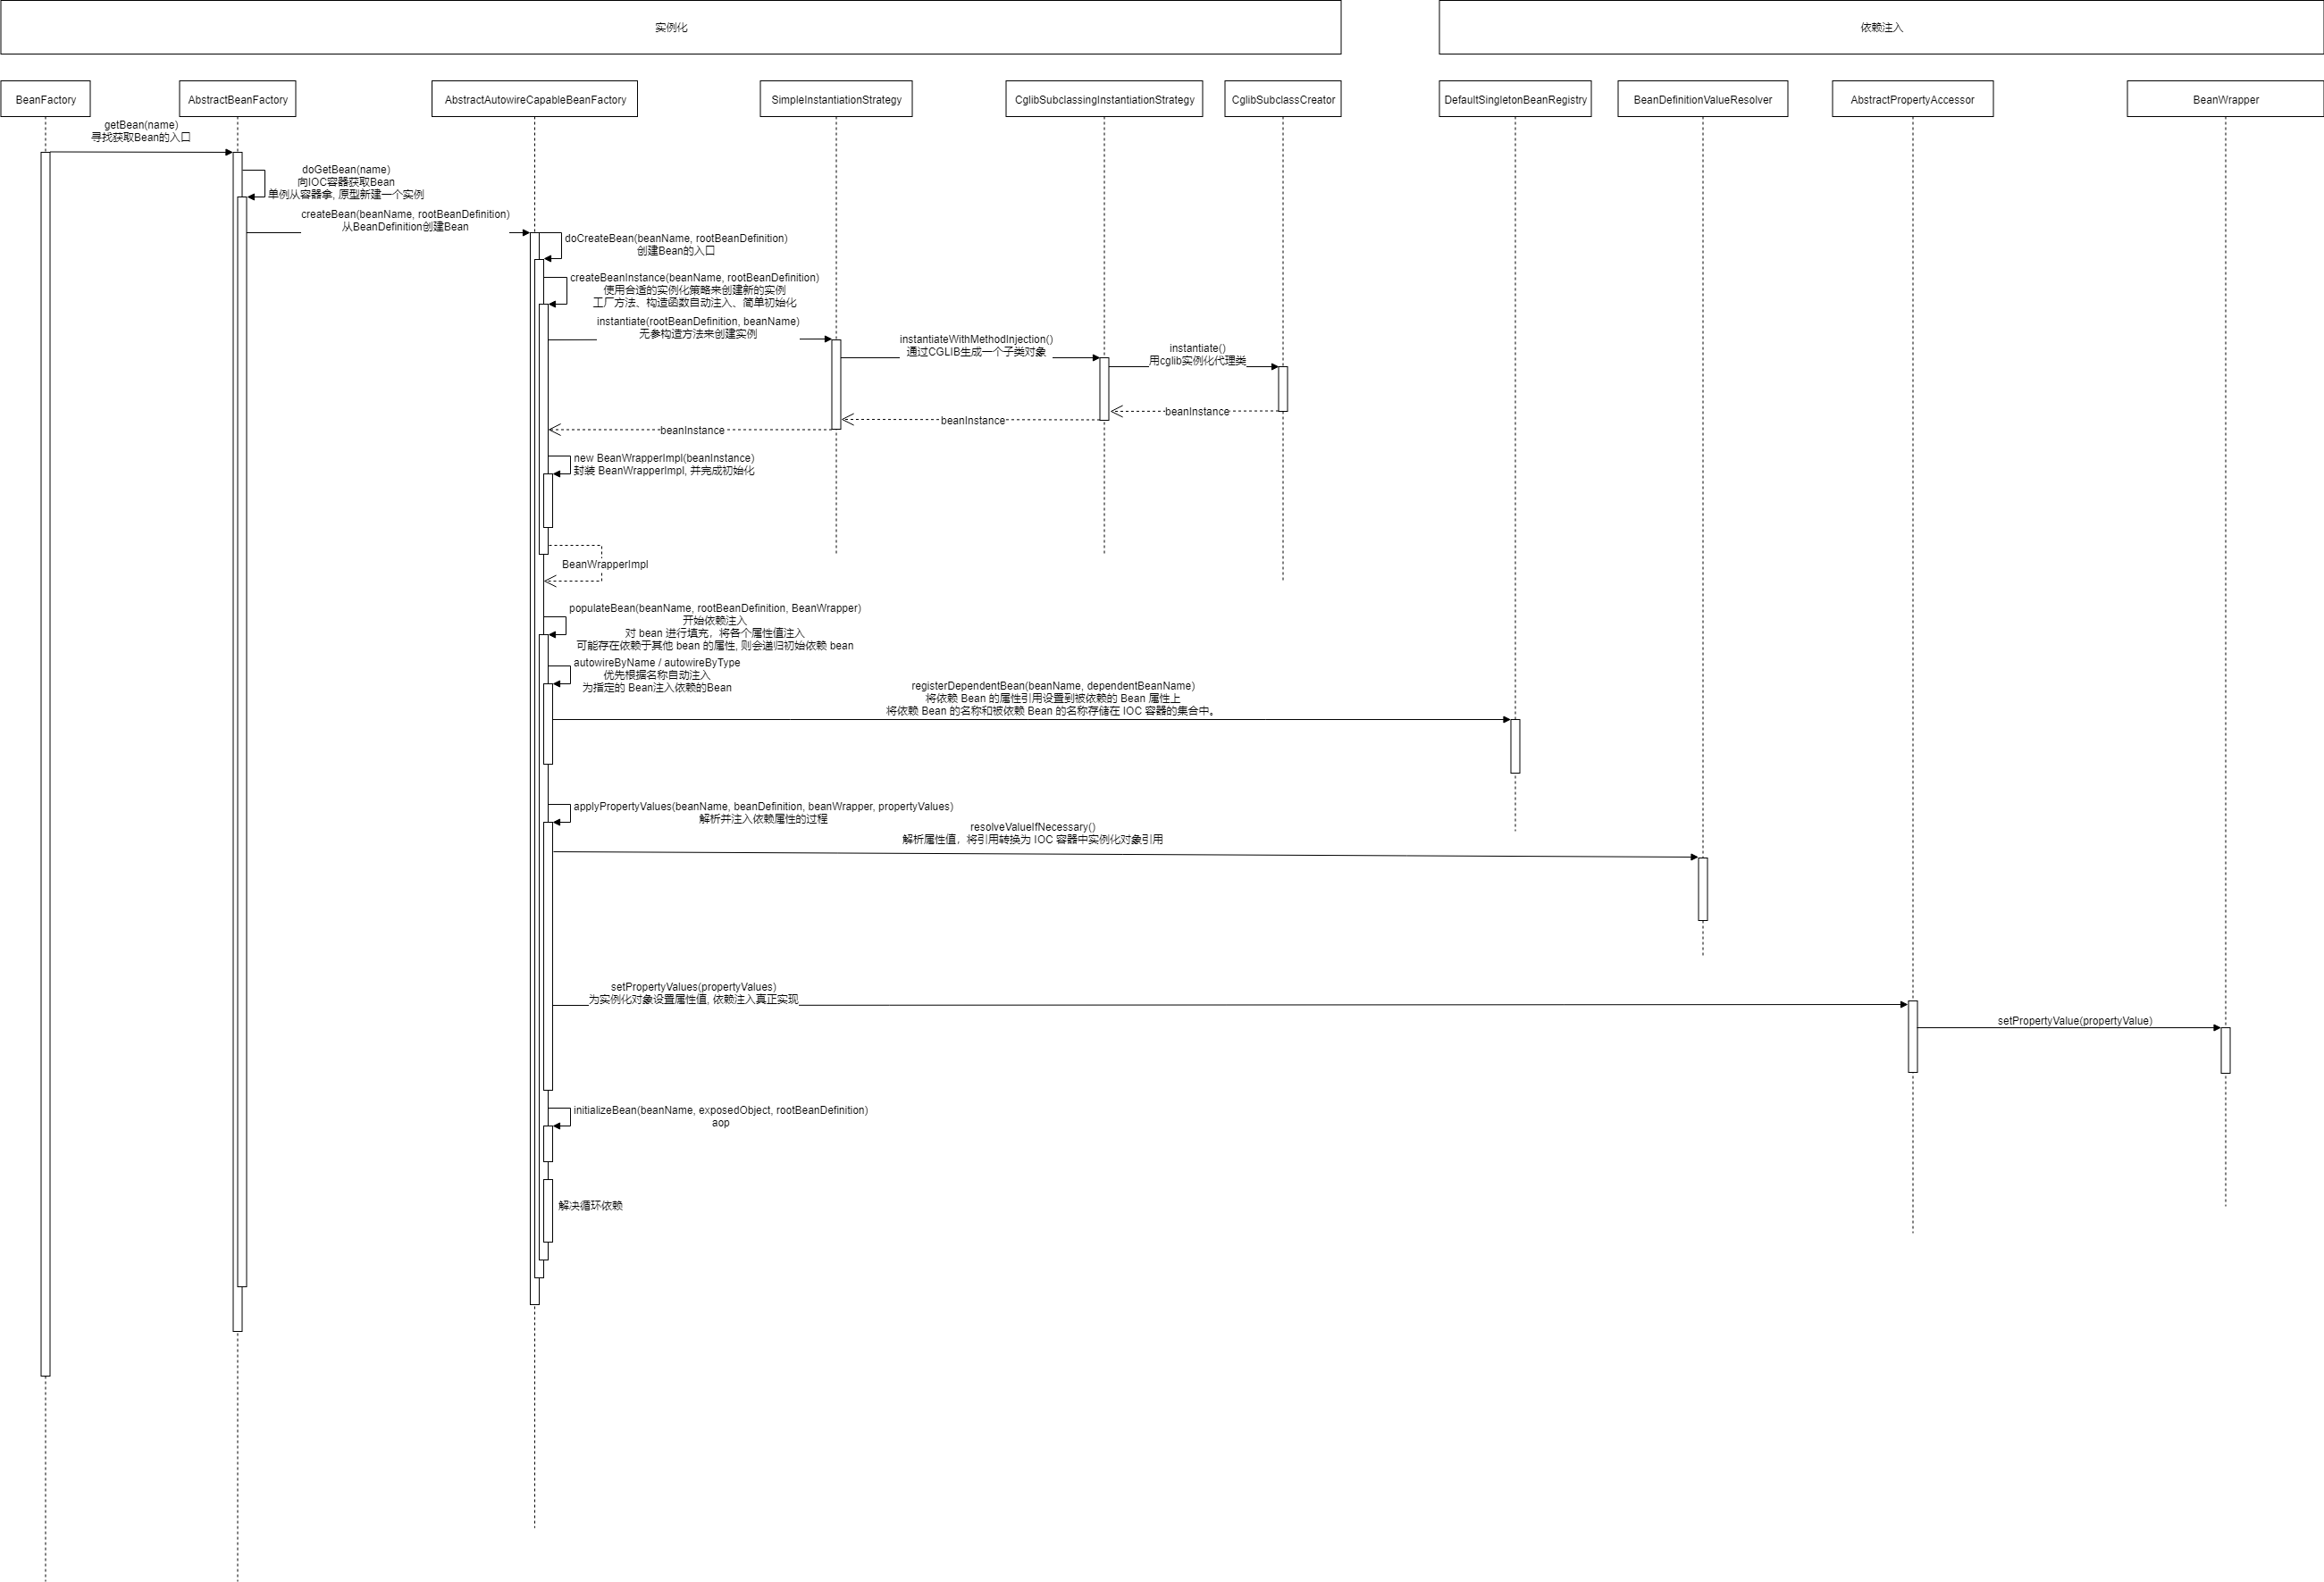 实例化
依赖注入
BeanFactory
AbstractBeanFactory
AbstractAutowireCapableBeanFactory
SimpleInstantiationStrategy
CglibSubclassingInstantiationStrategy
CglibSubclassCreator
DefaultSingletonBeanRegistry
BeanDefinitionValueResolver
AbstractPropertyAccessor
BeanWrapper
getBean(name)
寻找获取Bean的入口
doGetBean(name)
向IOC容器获取Bean
单例从容器拿, 原型新建一个实例
createBean(beanName, rootBeanDefinition)
从BeanDefinition创建Bean
doCreateBean(beanName, rootBeanDefinition)
创建Bean的入口
createBeanInstance(beanName, rootBeanDefinition)
使用合适的实例化策略来创建新的实例
工厂方法、构造函数自动注入、简单初始化
instantiate(rootBeanDefinition, beanName)
无参构造方法来创建实例
instantiateWithMethodInjection()
通过CGLIB生成一个子类对象
instantiate()
用cglib实例化代理类
beanInstance
beanInstance
beanInstance
new BeanWrapperImpl(beanInstance)
封装 BeanWrapperImpl, 并完成初始化
BeanWrapperImpl
populateBean(beanName, rootBeanDefinition, BeanWrapper)
开始依赖注入
对 bean 进行填充，将各个属性值注入
可能存在依赖于其他 bean 的属性, 则会递归初始依赖 bean
autowireByName / autowireByType
优先根据名称自动注入
为指定的 Bean注入依赖的Bean
registerDependentBean(beanName, dependentBeanName)
将依赖 Bean 的属性引用设置到被依赖的 Bean 属性上
将依赖 Bean 的名称和被依赖 Bean 的名称存储在 IOC 容器的集合中。
applyPropertyValues(beanName, beanDefinition, beanWrapper, propertyValues)
解析并注入依赖属性的过程
resolveValueIfNecessary()
解析属性值，将引用转换为 IOC 容器中实例化对象引用
setPropertyValues(propertyValues)
为实例化对象设置属性值, 依赖注入真正实现
setPropertyValue(propertyValue)
initializeBean(beanName, exposedObject, rootBeanDefinition)
aop
解决循环依赖